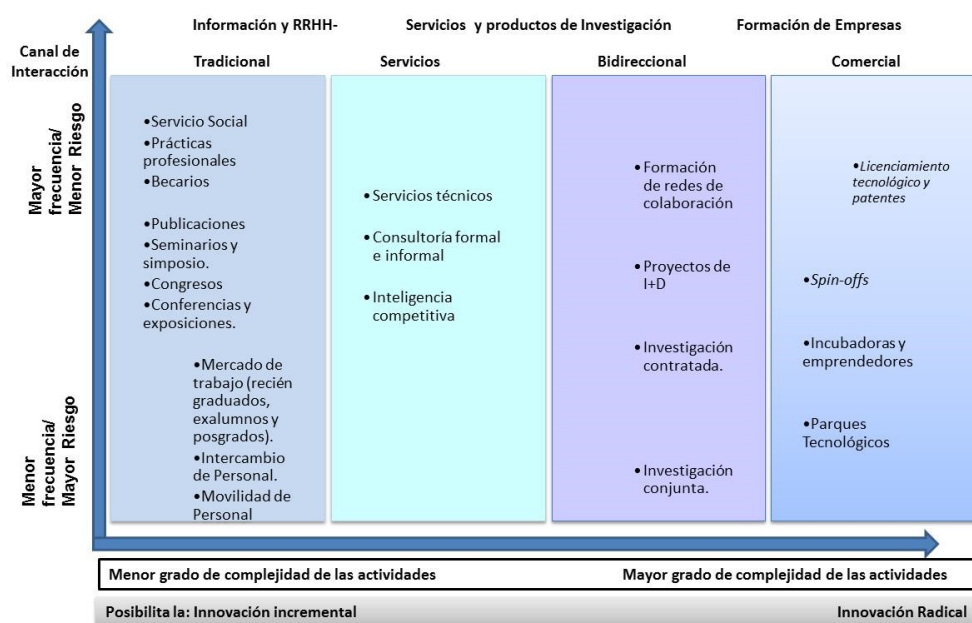 Información y RRHH-
Servicios y productos de Investigación
Formación de Empresas
Canal de
Interacción
Tradicional
Servicios
Bidireccional
Comercial
Mayor
frecuencia/
Menor Riesgo
Menor
frecuencia/
Mayor Riesgo
•Servicio Social
•Prácticas
profesionales
•Becarios
•Publicaciones
•Seminarios y
simposio.
•Congresos
•Conferencias y
exposiciones.
•Mercado de
trabajo (recién
graduados,
exalumnos y
posgrados).
•Intercambio
de Personal.
•Movilidad de
Personal
•Servicios técnicos
•Consultoría formal
e informal
•Inteligencia
competitiva
•Formación
de redes de
colaboración
•Proyectos de
I+D
•Investigación
contratada.
•Investigación
conjunta.
•Licenciamiento
tecnológico y
patentes
•Spin-offs
•Incubadoras y
emprendedores
•Parques
Tecnológicos
Menor grado de complejidad de las actividades
Mayor grado de complejidad de las actividades
Posibilita la: Innovación incremental
Innovación Radical